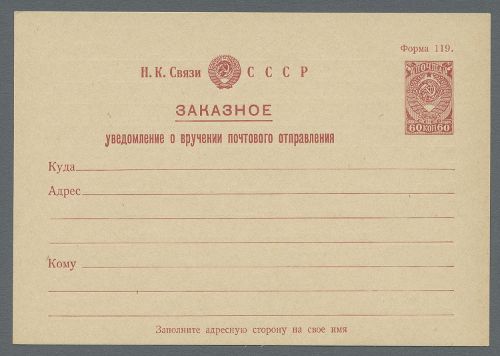 Форма 119.
Н. К. Связи СССР
ПОЧТА
60 КОП 60
ЗАКАЗНОЕ
уведомление о вручении почтового отправления
Куда
Адрес
Кому
Заполните адресную сторону на свое имя